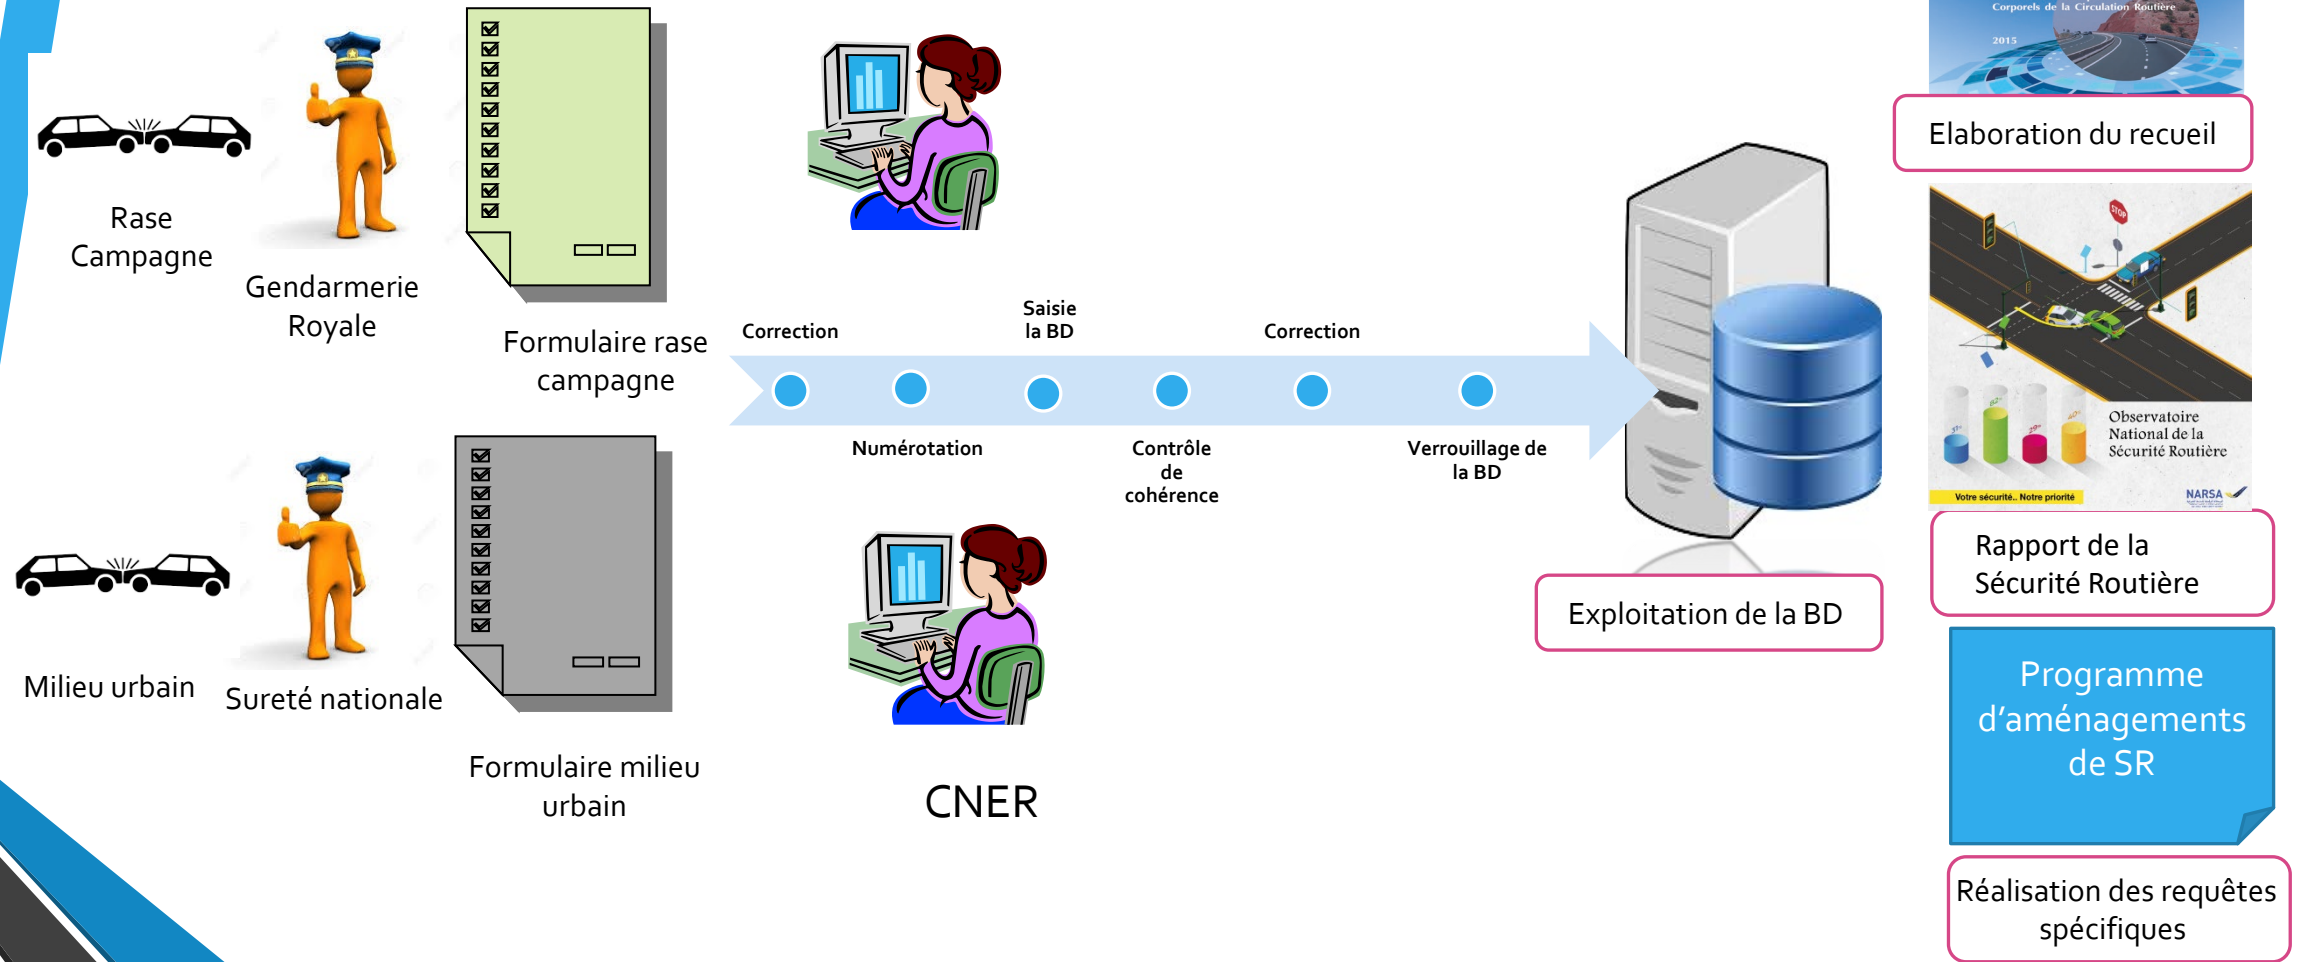 Rase
Campagne
Gendarmerie
Royale
Formulaire rase
campagne
Milieu urbain
Sureté nationale
Formulaire milieu
urbain
Correction
Numérotation
Saisie
la BD
Contrôle
de
cohérence
Correction
Verrouillage de
la BD
CNER
Exploitation de la BD
Corporels de la Circulation Routière
2015
Elaboration du recueil
STOP
Observatoire
National de la
Sécurité Routière
Votre sécurité.. Notre priorité
NARSA
Rapport de la
Sécurité Routière
Programme
d’aménagements
de SR
Réalisation des requêtes
spécifiques